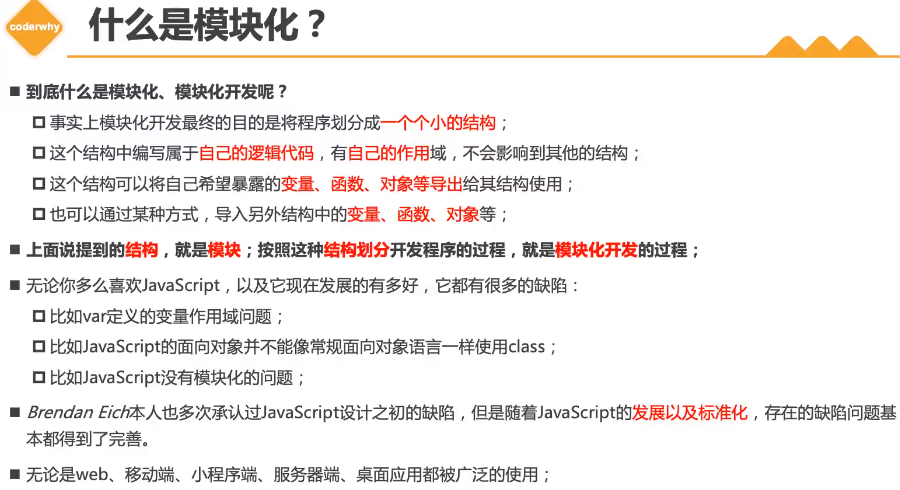 coderwhy
什么是模块化？
■ 到底什么是模块化、模块化开发呢？
事实上模块化开发最终的目的是将程序划分成一个个小的结构；
这个结构中编写属于自己的逻辑代码，有自己的作用域，不会影响到其他的结构；
这个结构可以将自己希望暴露的变量、函数、对象等导出给其结构使用；
也可以通过某种方式，导入另外结构中的变量、函数、对象等；
■ 上面说提到的结构，就是模块；按照这种结构划分开发程序的过程，就是模块化开发的过程；
■ 无论你多么喜欢JavaScript，以及它现在发展的有多好，它都有很多的缺陷：
比如var定义的变量作用域问题；
比如JavaScript的面向对象并不能像常规面向对象语言一样使用class；
比如JavaScript没有模块化的问题；
■ Brendan Eich本人也多次承认过JavaScript设计之初的缺陷，但是随着JavaScript的发展以及标准化，存在的缺陷问题基
本都得到了完善。
■ 无论是web、移动端、小程序端、服务器端、桌面应用都被广泛的使用；